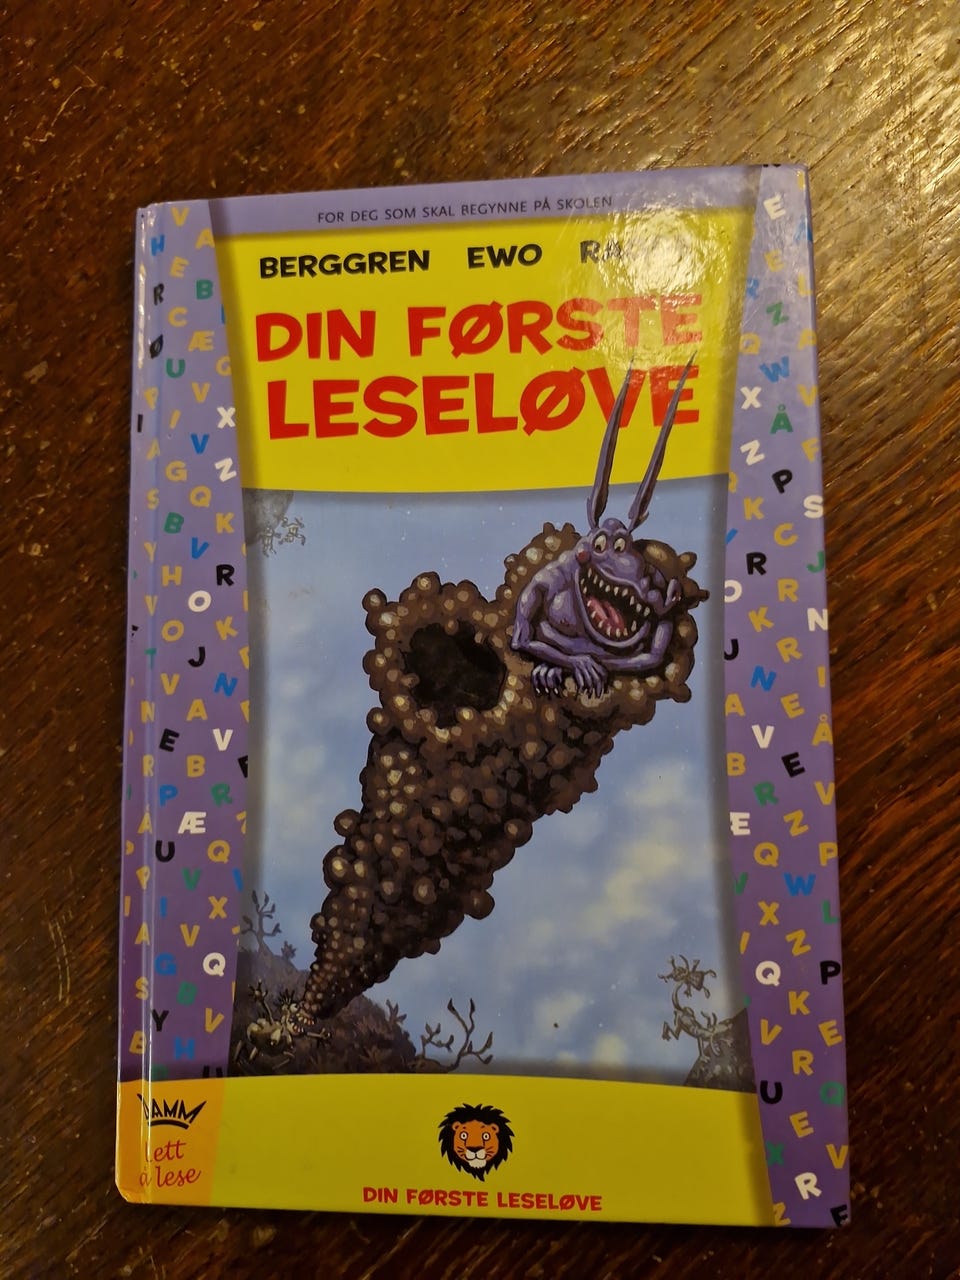 FOR DEG SOM SKAL BEGYNNE PÅ SKOLEN
BERGGREN EWO
DIN FØRSTE
LESELØVE
DAMM
lett
å lese
DIN FØRSTE LESELØVE